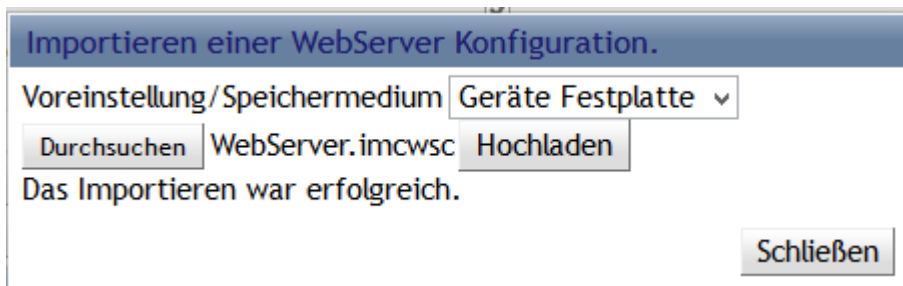 Importieren einer WebServer Konfiguration.
Voreinstellung/Speichermedium Geräte Festplatte
Durchsuchen WebServer.imcwsc Hochladen
Das Importieren war erfolgreich.
Schließen